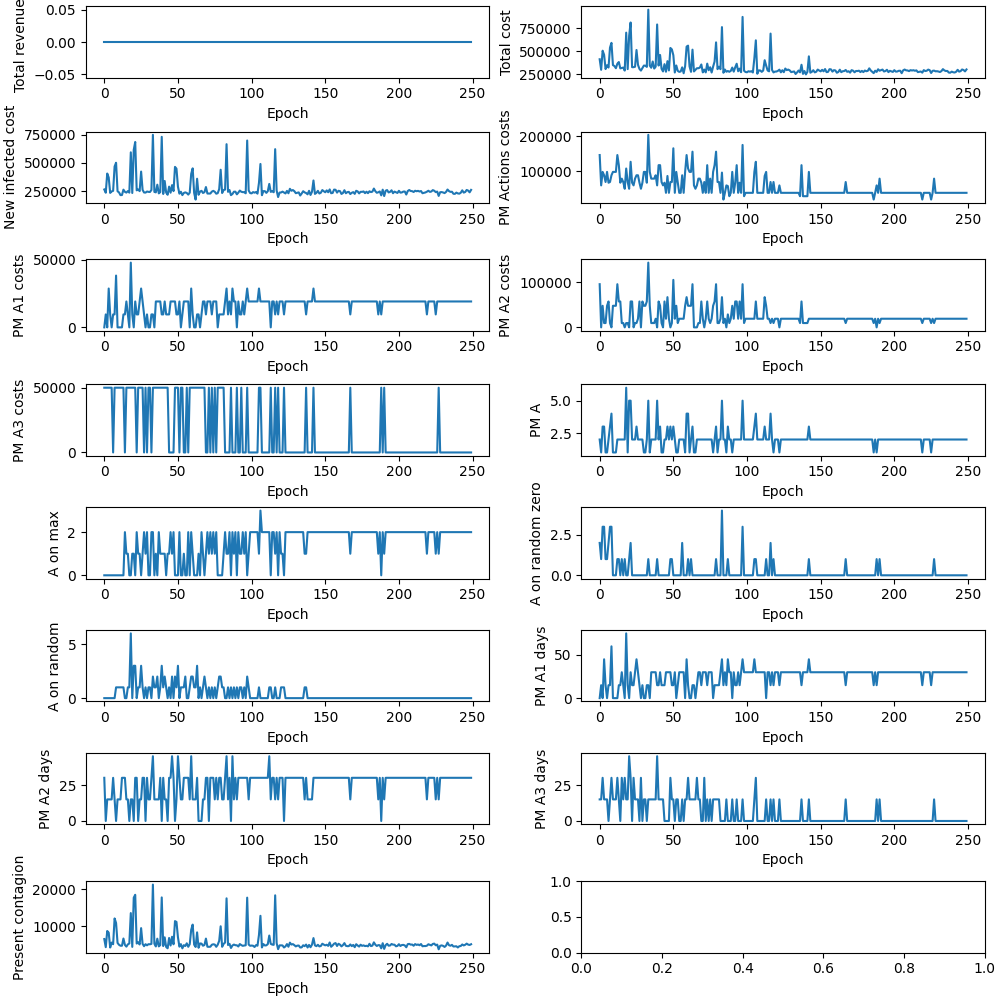 Total revenue
0.05
0.00
−0.05
0 50 100 150 200 250
Epoch
Total cost
750000
500000
250000
0 50 100 150 200 250
Epoch
New infected cost
750000
500000
250000
0 50 100 150 200 250
Epoch
PM Actions costs
200000
100000
0 50 100 150 200 250
Epoch
PM A1 costs
50000
0
0 50 100 150 200 250
Epoch
PM A2 costs
100000
0
0 50 100 150 200 250
Epoch
PM A3 costs
50000
0
0 50 100 150 200 250
Epoch
PM A
5.0
2.5
0 50 100 150 200 250
Epoch
A on max
2
0
0 50 100 150 200 250
Epoch
A on random zero
2.5
0.0
0 50 100 150 200 250
Epoch
A on random
5
0
0 50 100 150 200 250
Epoch
PM A1 days
50
0
0 50 100 150 200 250
Epoch
PM A2 days
25
0
0 50 100 150 200 250
Epoch
PM A3 days
25
0
0 50 100 150 200 250
Epoch
Present contagion
20000
10000
0 50 100 150 200 250
Epoch
1.0
0.5
0.0
0.0 0.2 0.4 0.6 0.8 1.0